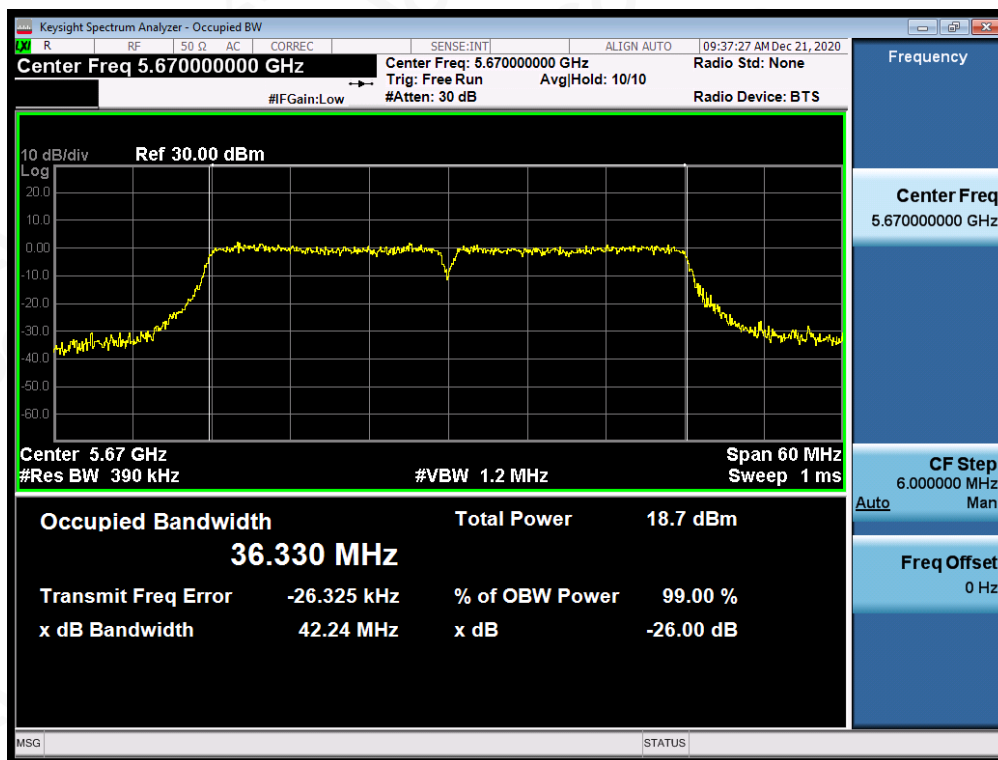 Keysight Spectrum Analyzer - Occupied BW
LXI R RF 50 Ω AC CORREC SENSE:INT ALIGN AUTO 09:37:27 AM Dec 21, 2020
Center Freq 5.670000000 GHz
Center Freq: 5.670000000 GHz
Radio Std: None
Trig: Free Run Avg|Hold: 10/10
#IFGain:Low
#Atten: 30 dB
Radio Device: BTS
10 dB/div Ref 30.00 dBm
Log
20.0
10.0
0.00
-10.0
-20.0
-30.0
-40.0
-50.0
-60.0
Center 5.67 GHz Span 60 MHz
#Res BW 390 kHz #VBW 1.2 MHz Sweep 1 ms
Occupied Bandwidth Total Power 18.7 dBm
36.330 MHz
Transmit Freq Error -26.325 kHz % of OBW Power 99.00 %
x dB Bandwidth 42.24 MHz x dB -26.00 dB
MSG STATUS
Frequency
Center Freq
5.670000000 GHz
CF Step
6.000000 MHz
Auto Man
Freq Offset
0 Hz